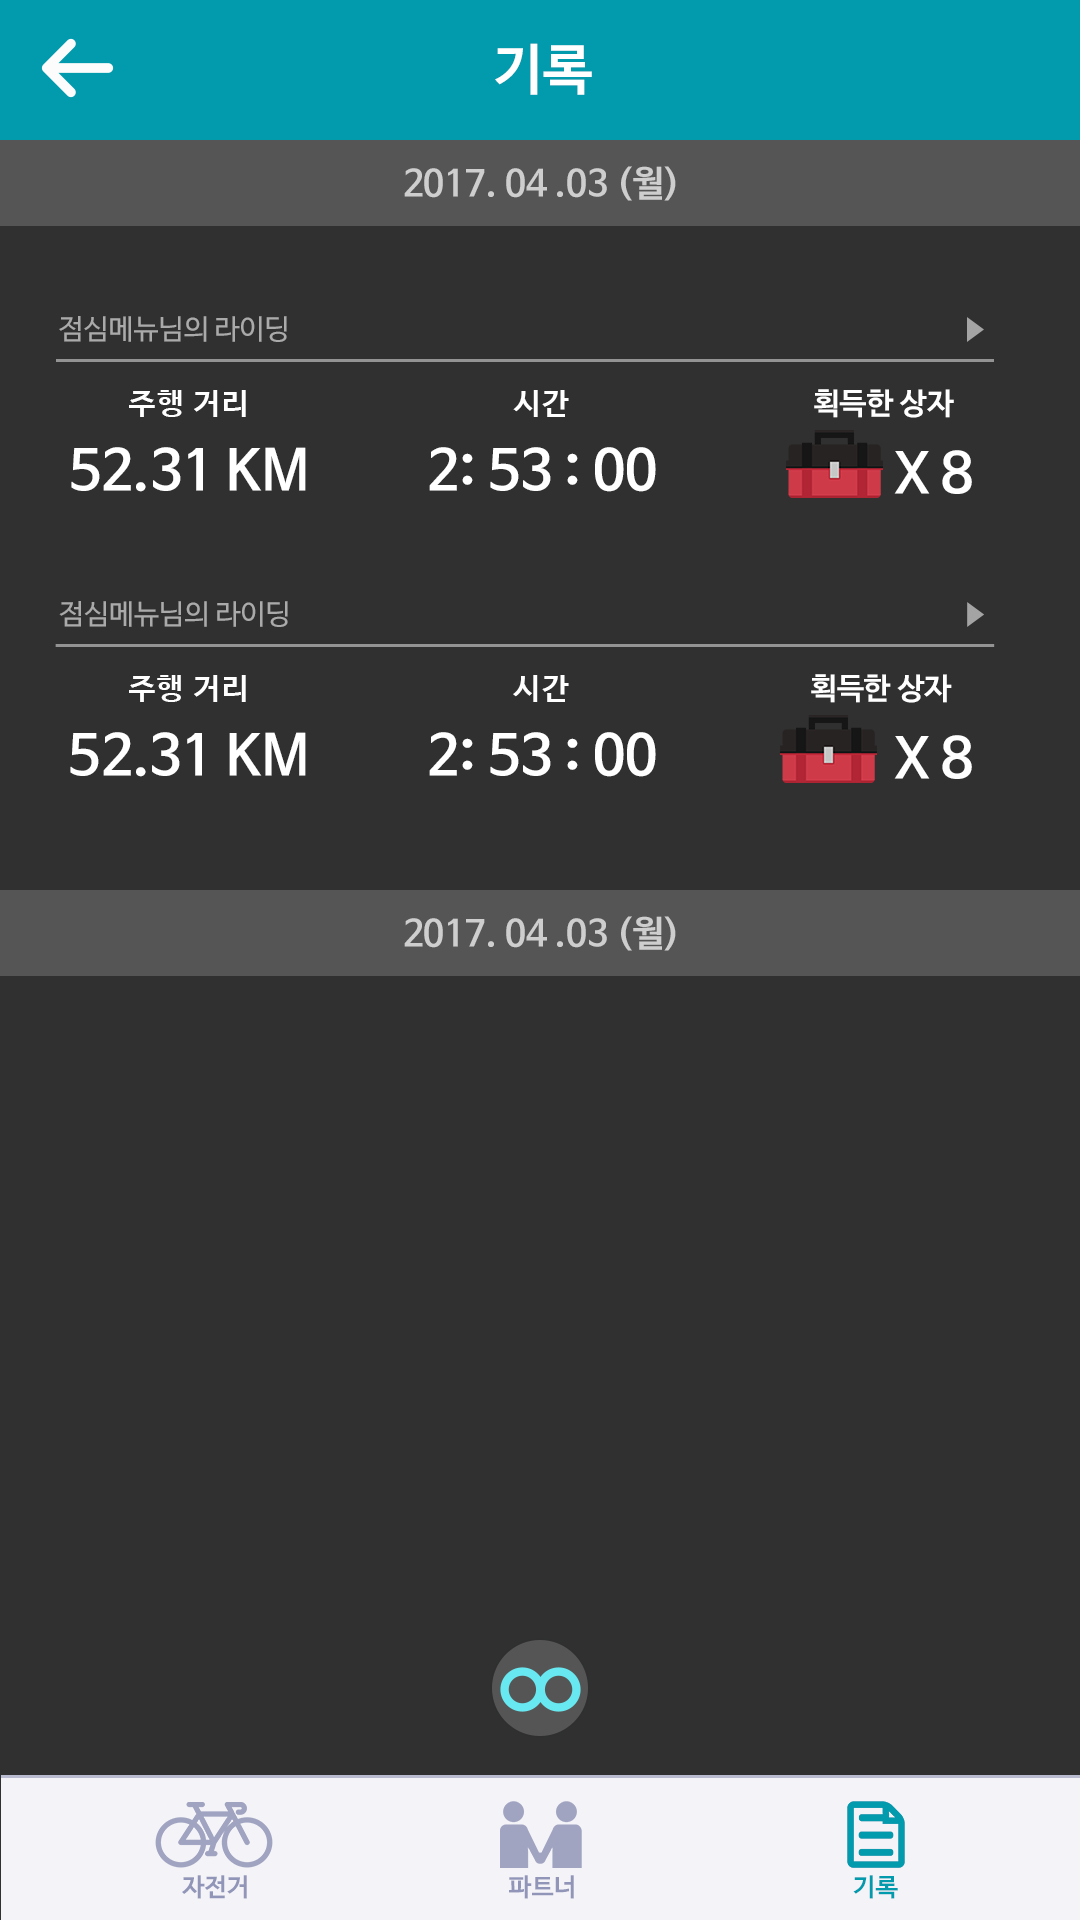 기록
2017. 04 .03 (월)
점심메뉴님의 라이딩
주행 거리 시간 획득한 상자
52.31 KM 2: 53 : 00 X 8
점심메뉴님의 라이딩
주행 거리 시간 획득한 상자
52.31 KM 2: 53 : 00 X 8
2017. 04 .03 (월)
자전거 파트너 기록